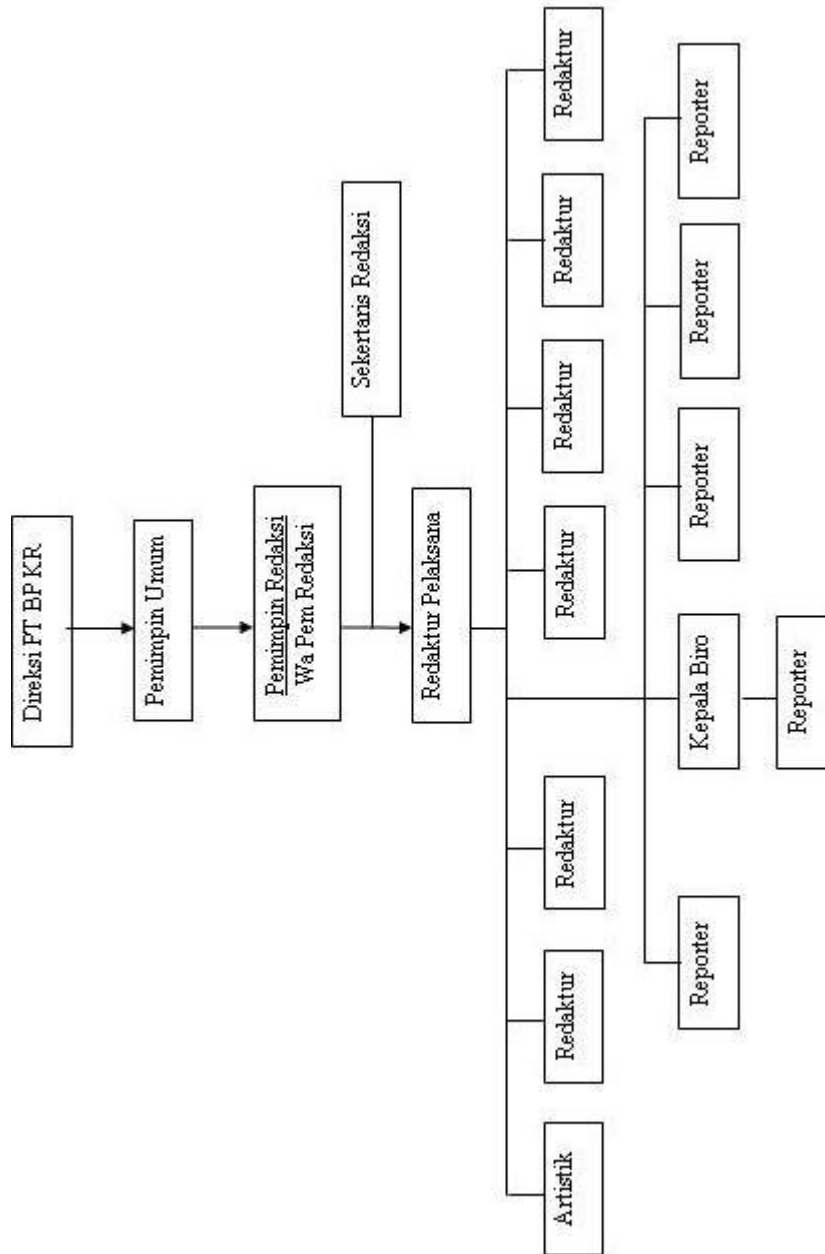 Direksi PT BP KR
Pemimpin Umum
Pemimpin Redaksi
Wa Pem Redaksi
Sekertaris Redaksi
Redaktur Pelaksana
Artistik
Redaktur
Redaktur
Redaktur
Redaktur
Redaktur
Redaktur
Reporter
Kepala Biro
Reporter
Reporter
Reporter
Reporter